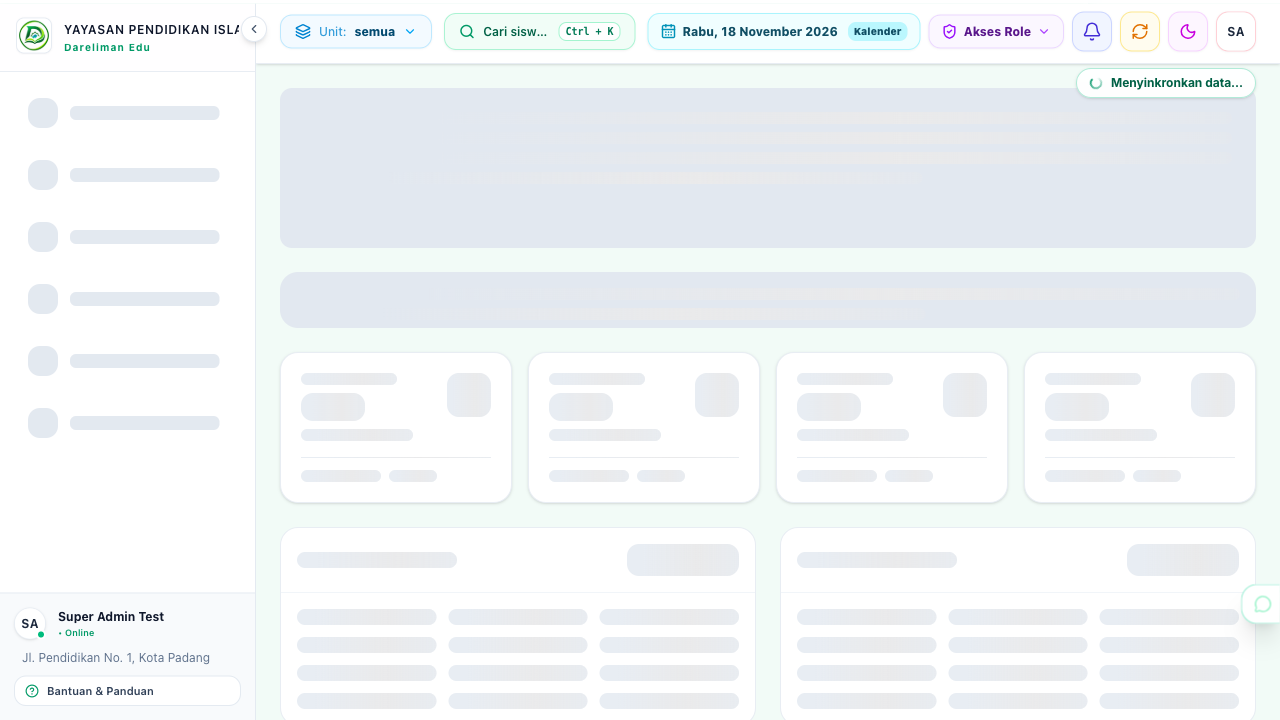 YAYASAN PENDIDIKAN ISLA
Dareliman Edu
Unit: semua
Cari sisw... Ctrl + K
Rabu, 18 November 2026 Kalender
Akses Role
SA
Menyinkronkan data...
SA
Super Admin Test
• Online
Jl. Pendidikan No. 1, Kota Padang
Bantuan & Panduan